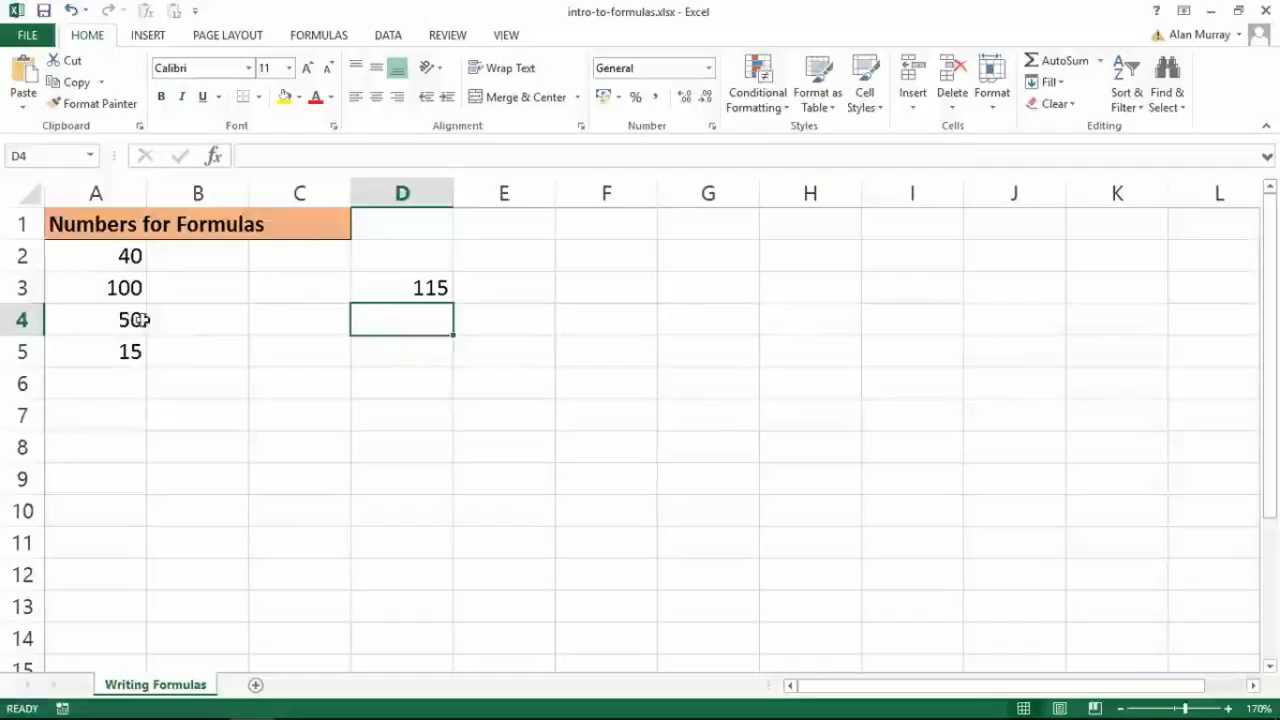 intro-to-formulas.xlsx - Excel
?
FILE HOME INSERT PAGE LAYOUT FORMULAS DATA REVIEW VIEW Alan Murray
Paste
Cut
Copy
Format Painter
Clipboard
Calibri 11
B I U A
Font
Wrap Text
Merge & Center
Alignment
General
%
Number
Conditional Formatting
Format as Table
Cell Styles
Styles
Insert
Delete
Format
Cells
AutoSum
Fill
Clear
Sort & Filter
Find & Select
Editing
D4
fx
A B C D E F G H I J K L
1 Numbers for Formulas
2 40
3 100 115
4 50
5 15
6
7
8
9
10
11
12
13
14
15
Writing Formulas
READY 170%